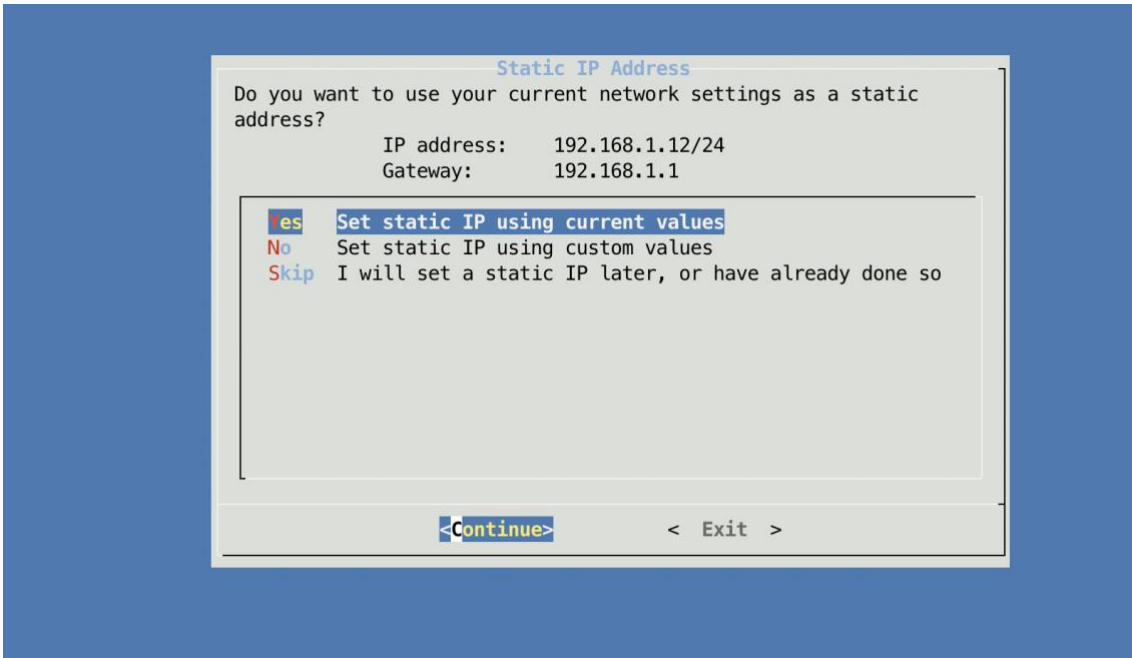 Static IP Address
Do you want to use your current network settings as a static
address?
IP address: 192.168.1.12/24
Gateway: 192.168.1.1
Yes Set static IP using current values
No Set static IP using custom values
Skip I will set a static IP later, or have already done so
<Continue> < Exit >